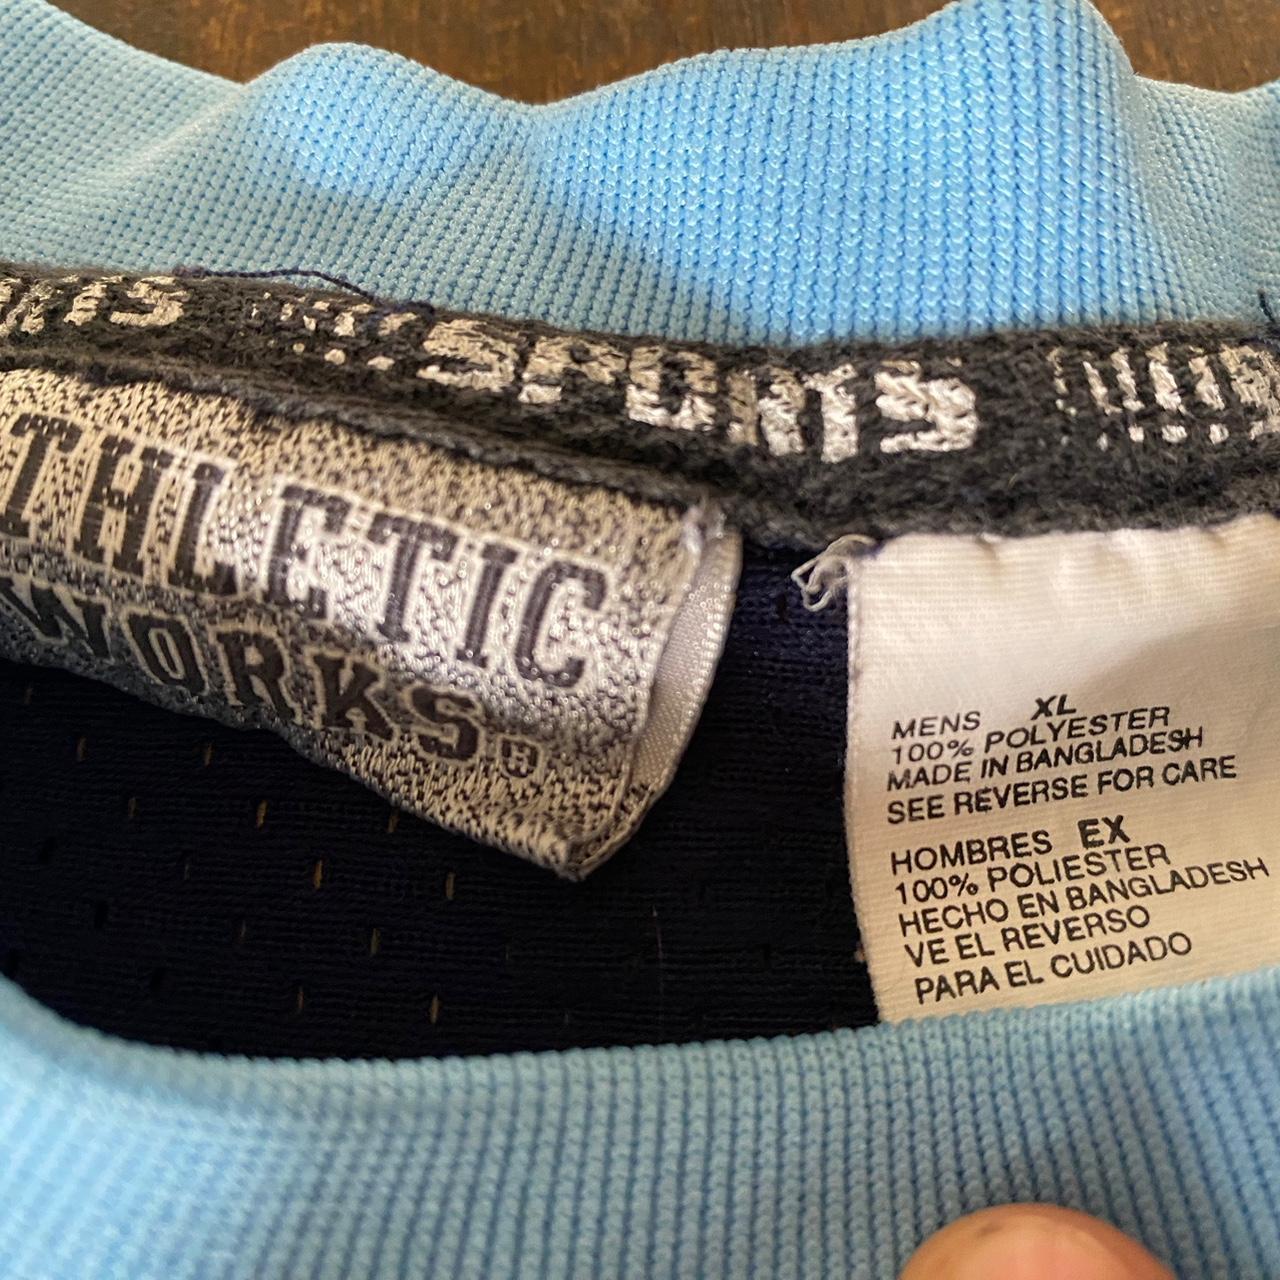 SPORTS
THLETIC
WORKS.
MENS XL
100% POLYESTER
MADE IN BANGLADESH
SEE REVERSE FOR CARE
HOMBRES EX
100% POLIESTER
HECHO EN BANGLADESH
VE EL REVERSO
PARA EL CUIDADO